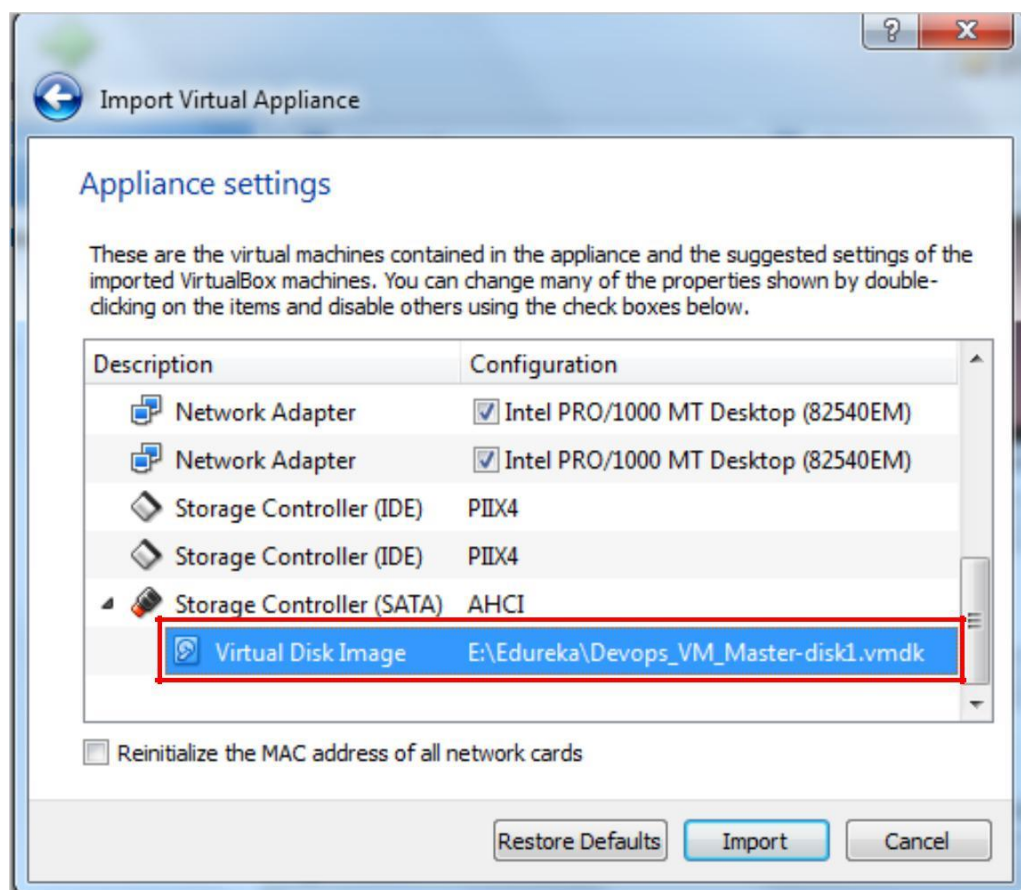 Import Virtual Appliance
Appliance settings
These are the virtual machines contained in the appliance and the suggested settings of the
imported VirtualBox machines. You can change many of the properties shown by double-
clicking on the items and disable others using the check boxes below.
Description Configuration
Network Adapter Intel PRO/1000 MT Desktop (82540EM)
Network Adapter Intel PRO/1000 MT Desktop (82540EM)
Storage Controller (IDE) PIIX4
Storage Controller (IDE) PIIX4
Storage Controller (SATA) AHCI
Virtual Disk Image E:\Edureka\Devops_VM_Master-disk1.vmdk
Reinitialize the MAC address of all network cards
Restore Defaults Import Cancel